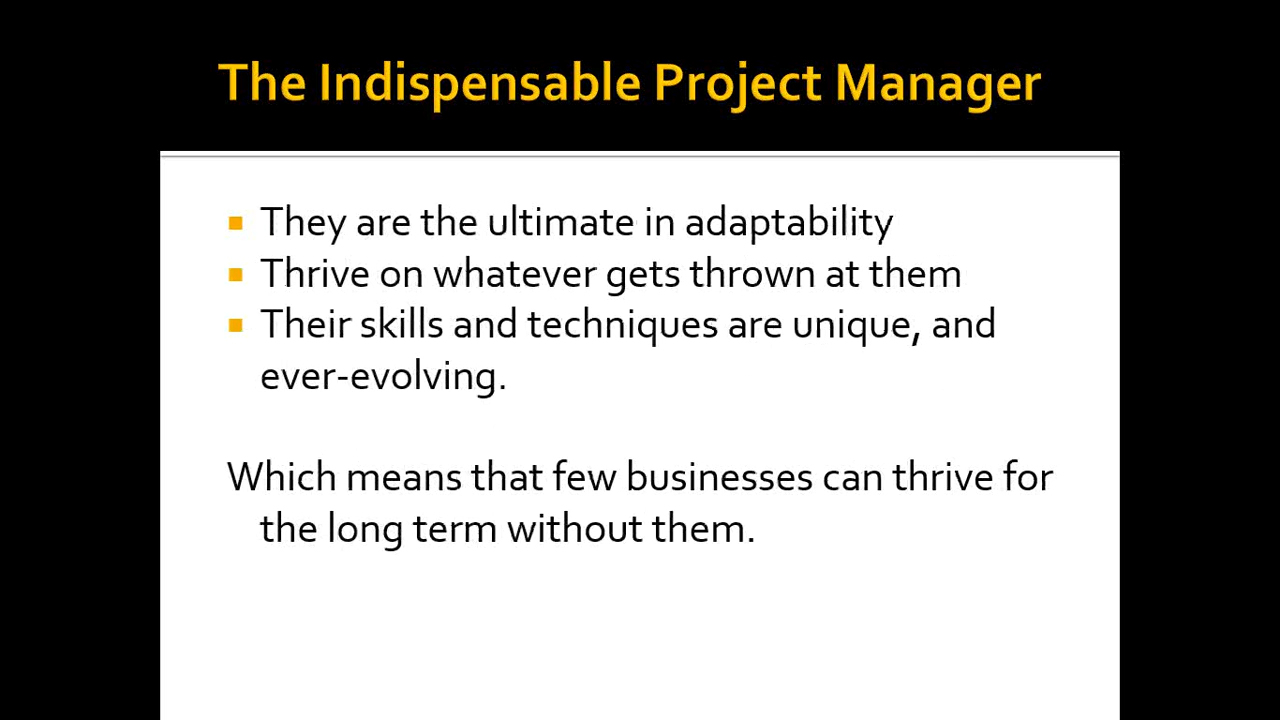 The Indispensable Project Manager
They are the ultimate in adaptability
Thrive on whatever gets thrown at them
Their skills and techniques are unique, and
ever-evolving.
Which means that few businesses can thrive for
the long term without them.